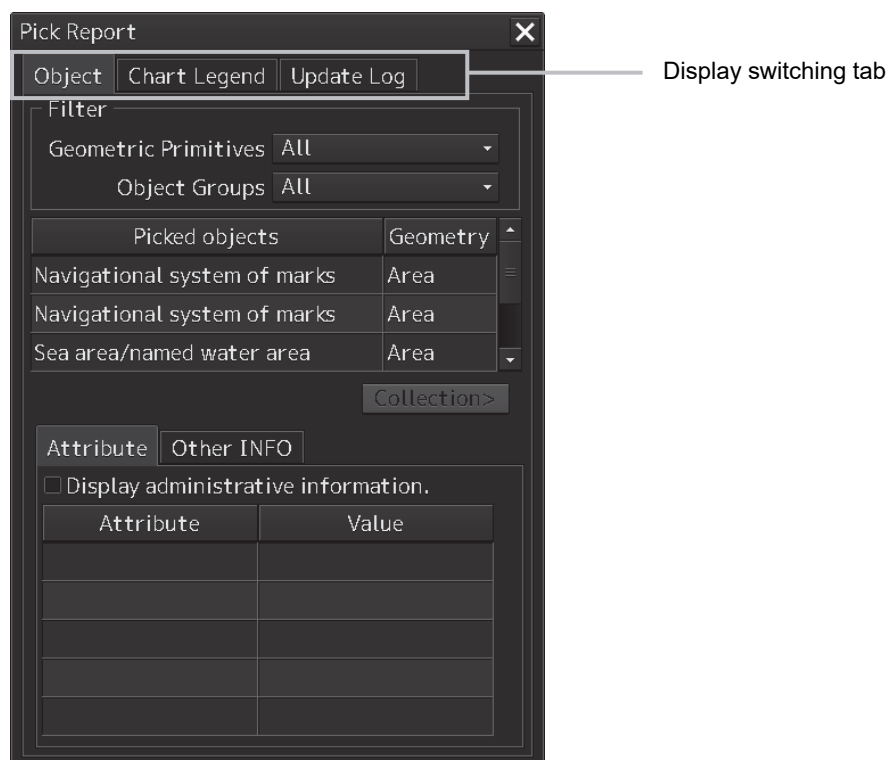 Pick Report
Object Chart Legend Update Log
Display switching tab
Filter
Geometric Primitives All
Object Groups All
Picked objects Geometry
Navigational system of marks Area
Navigational system of marks Area
Sea area/named water area Area
Collection>
Attribute Other INFO
Display administrative information.
Attribute Value